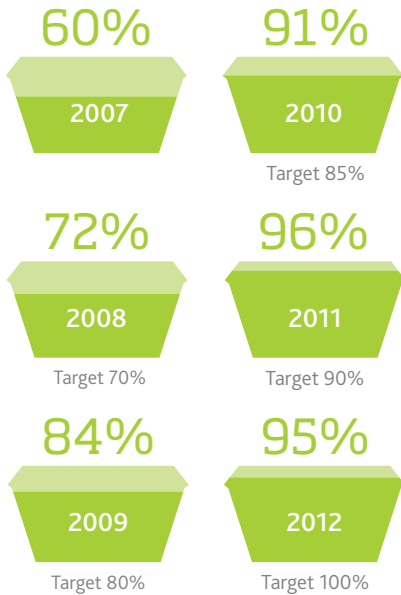 60%
2007
72%
2008
Target 70%
84%
2009
Target 80%
91%
2010
Target 85%
96%
2011
Target 90%
95%
2012
Target 100%